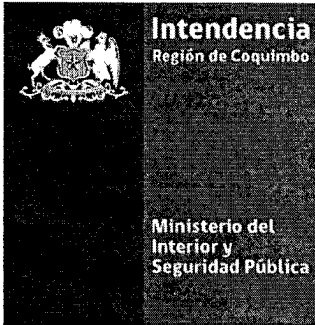 Intendencia
Región de Coquimbo
Ministerio del
Interior y
Seguridad Pública